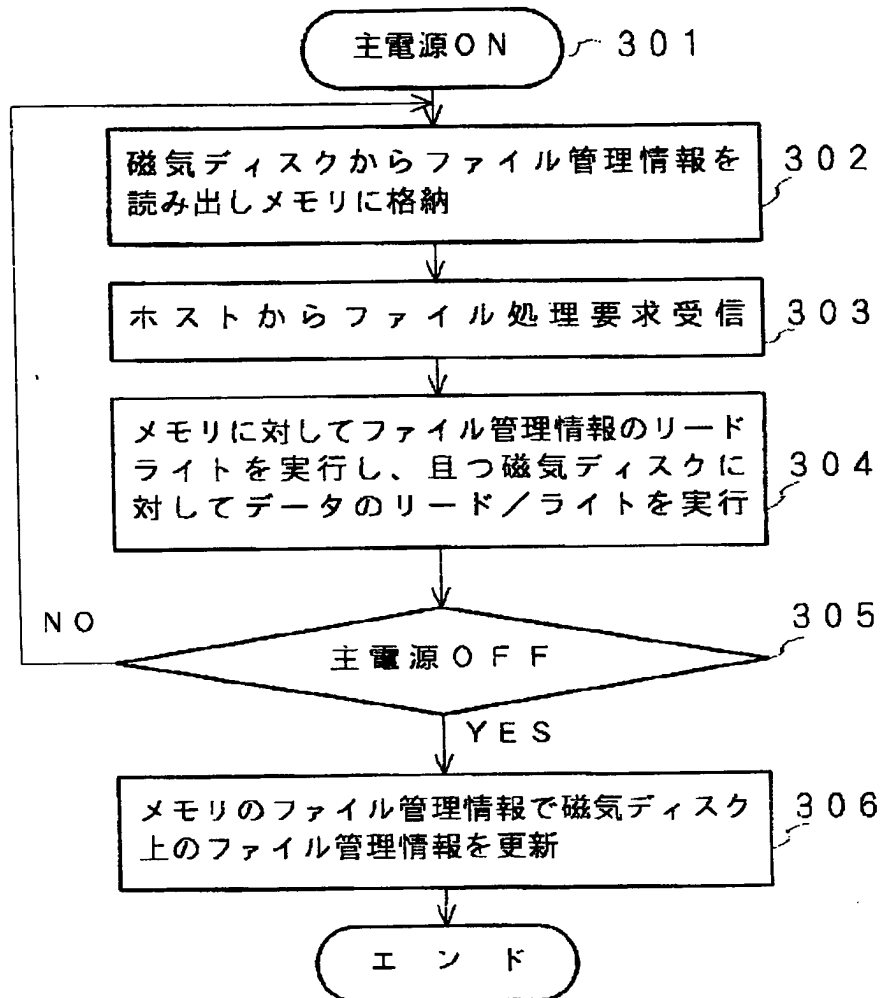 主電源ON
301
磁気ディスクからファイル管理情報を
読み出しメモリに格納
302
ホストからファイル処理要求受信
303
メモリに対してファイル管理情報のリード
ライトを実行し、且つ磁気ディスクに
対してデータのリード／ライトを実行
304
NO
主電源OFF
305
YES
メモリのファイル管理情報で磁気ディスク
上のファイル管理情報を更新
306
エンド